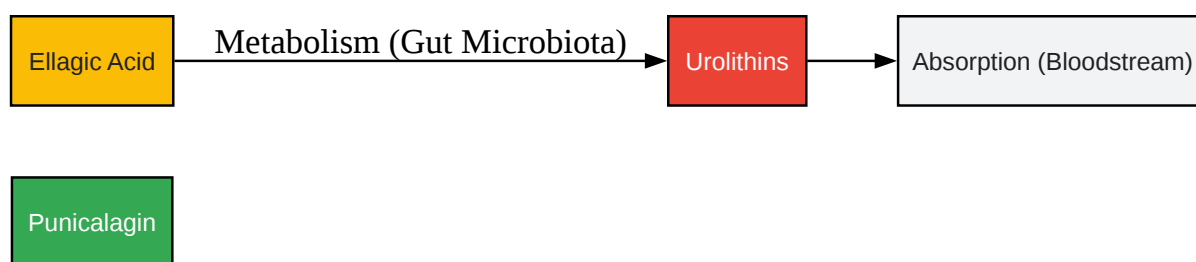 Ellagic Acid
Metabolism (Gut Microbiota)
Urolithins
Absorption (Bloodstream)
Punicalagin